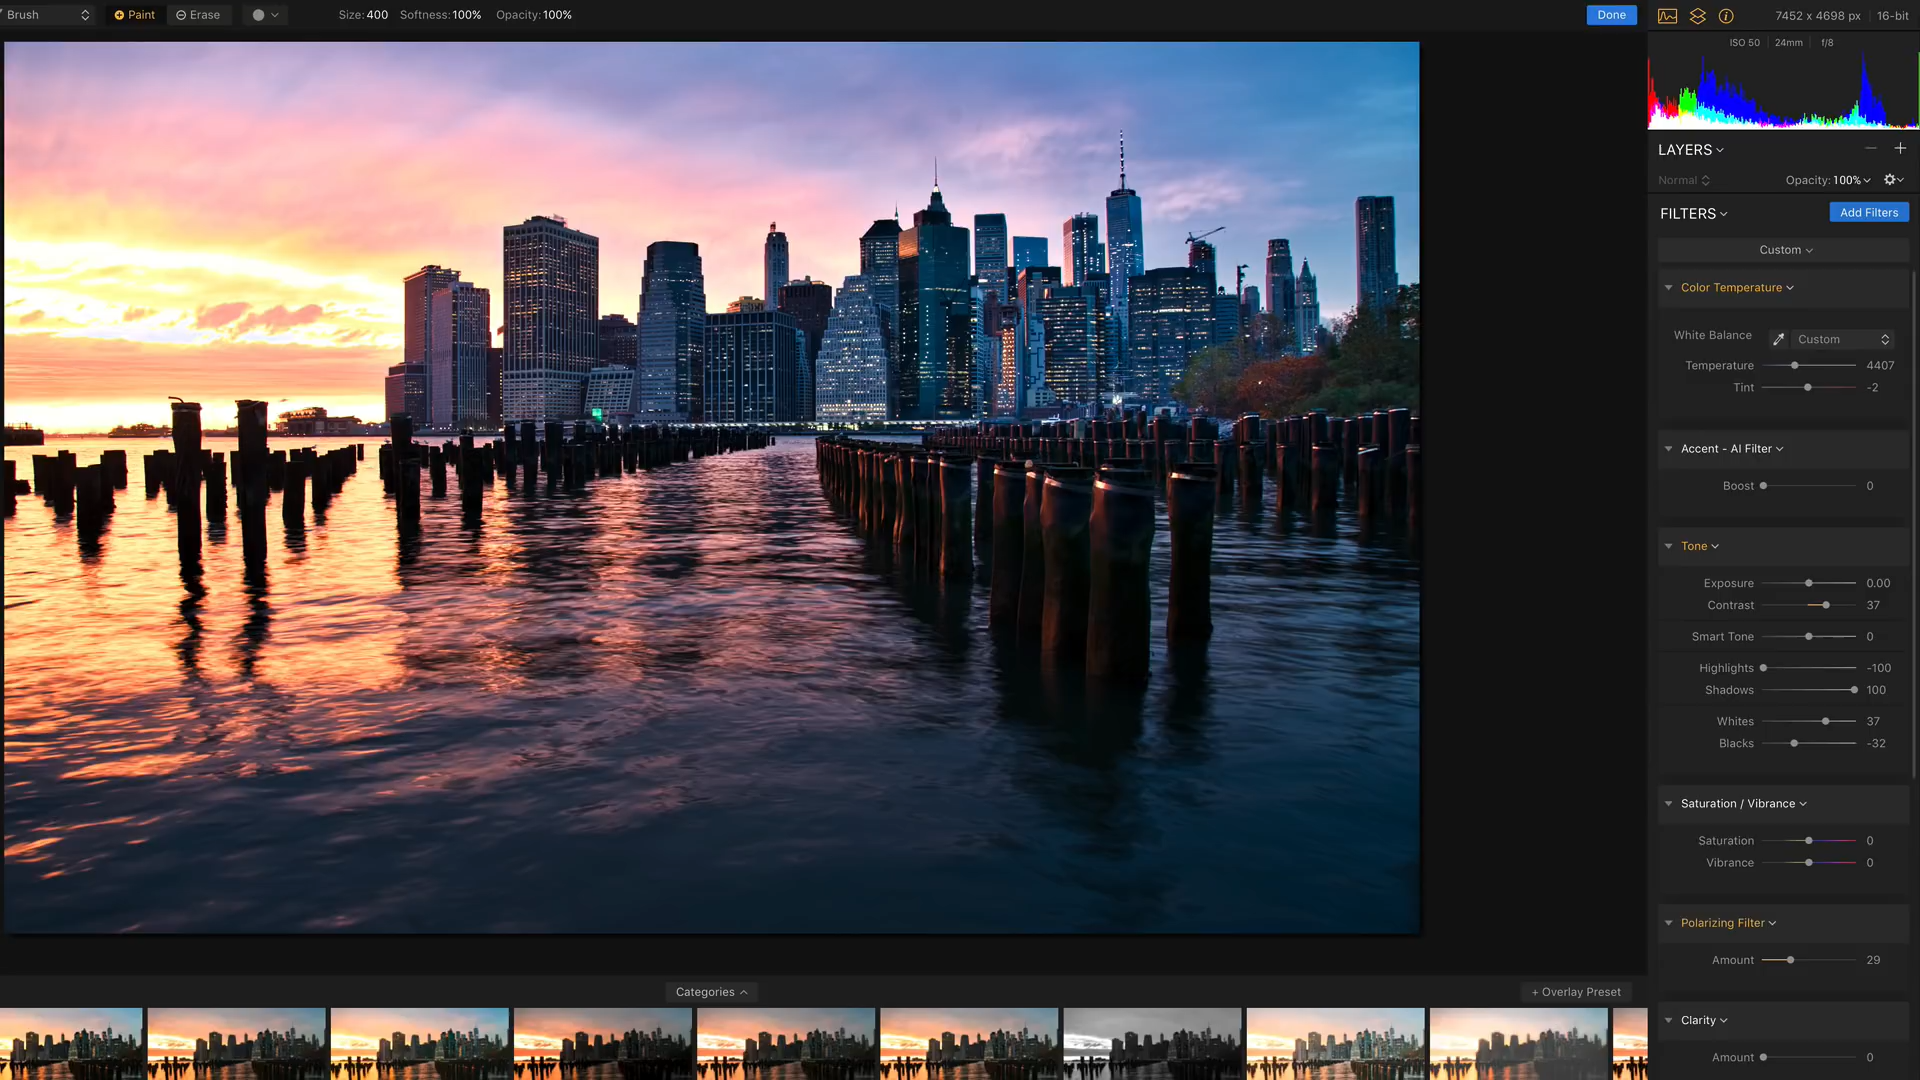 Brush Paint Erase Size: 400 Softness: 100% Opacity: 100% Done
7452 x 4698 px 16-bit
ISO 50 24mm f/8
LAYERS
Normal Opacity: 100%
FILTERS Add Filters
Custom
Color Temperature
White Balance Custom
Temperature 4407
Tint -2
Accent - AI Filter
Boost 0
Tone
Exposure 0.00
Contrast 37
Smart Tone 0
Highlights -100
Shadows 100
Whites 37
Blacks -32
Saturation / Vibrance
Saturation 0
Vibrance 0
Polarizing Filter
Amount 29
Clarity
Amount 0
Categories + Overlay Preset